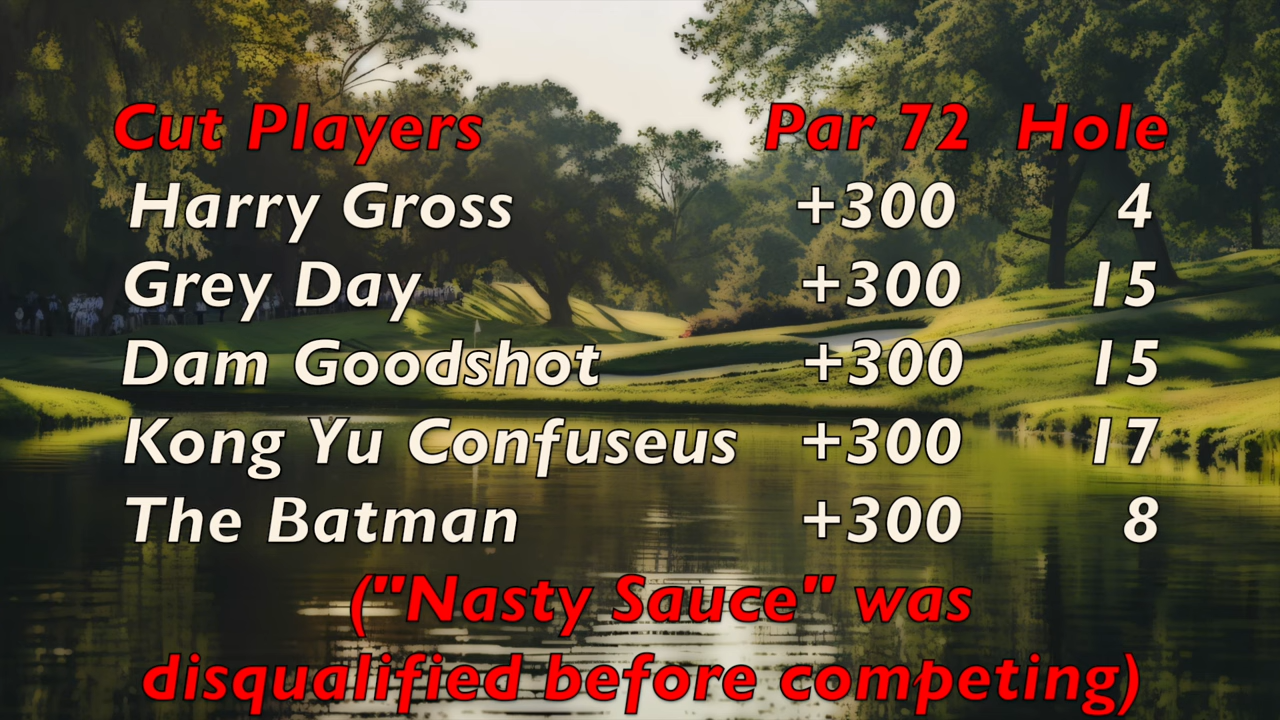 Cut Players Par 72 Hole
Harry Gross +300 4
Grey Day +300 15
Dam Goodshot +300 15
Kong Yu Confuseus +300 17
The Batman +300 8
("Nasty Sauce" was
disqualified before competing)